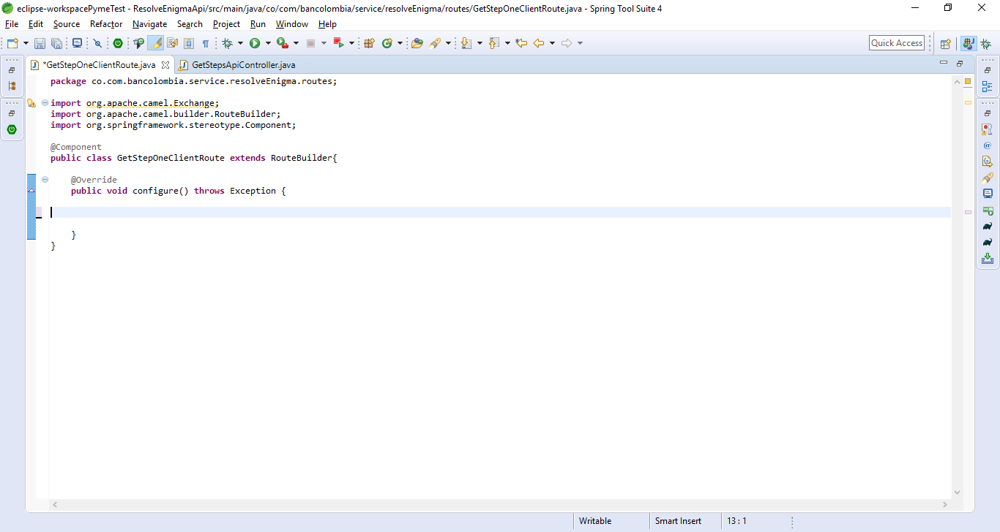 eclipse-workspacePymeTest - ResolveEnigmaApi/src/main/java/co/com/bancolombia/service/resolveEnigma/routes/GetStepOneClientRoute.java - Spring Tool Suite 4
File Edit Source Refactor Navigate Search Project Run Window Help
Quick Access
*GetStepOneClientRoute.java GetStepsApiController.java
package co.com.bancolombia.service.resolveEnigma.routes;
import org.apache.camel.Exchange;
import org.apache.camel.builder.RouteBuilder;
import org.springframework.stereotype.Component;
@Component
public class GetStepOneClientRoute extends RouteBuilder{
@Override
public void configure() throws Exception {
}
}
Writable Smart Insert 13 : 1